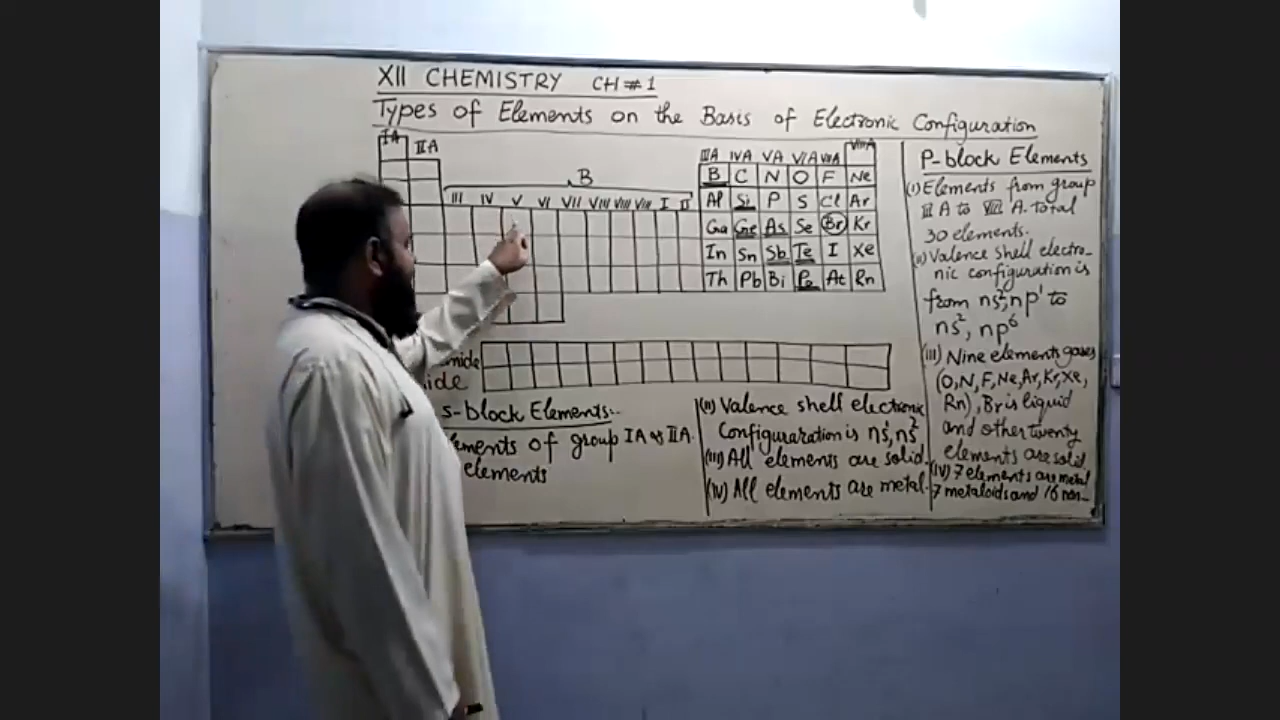 XII CHEMISTRY CH#1
Types of Elements on the Basis of Electronic Configuration
IA
IIA
B
III IV V VI VII VIII VIII VIII I II
IIIA IVA VA VIA VIIA VIIIA
B C N O F Ne
Al Si P S Cl Ar
Ga Ge As Se Br Kr
In Sn Sb Te I Xe
Th Pb Bi Po At Rn
s-block Elements:-
elements
(ii) Valence shell electronic
Configuraration is ns¹, ns²
(iii) All elements are solid.
(iv) All elements are metal.
P-block Elements
(i) Elements from group
III A to VIII A. Total
30 elements.
(ii) Valence shell electro-
nic configuration is
from ns², np¹ to
ns², np⁶
(iii) Nine elements gases
(O, N, F, Ne, Ar, Kr, Xe,
Rn), Br is liquid
and other twenty
elements are solid
(iv) 7 elements are metal
7 metaloids and 16 non-